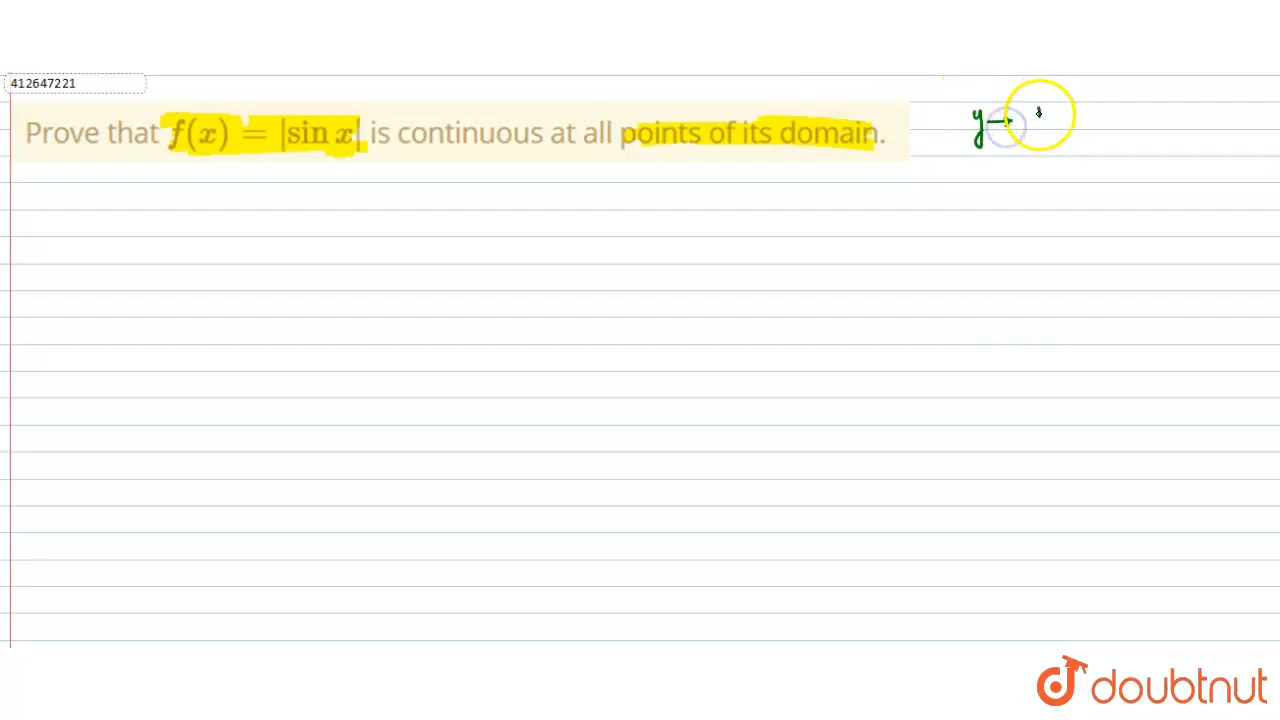 412647221
Prove that f(x) = |sin x| is continuous at all points of its domain.
y
doubtnut